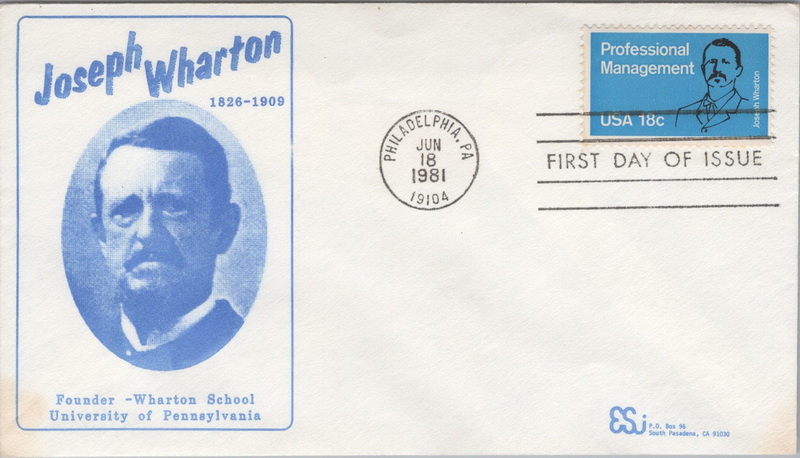 Joseph Wharton
1826-1909
Founder -Wharton School
University of Pennsylvania
PHILADELPHIA, PA
JUN
18
1981
19104
Professional
Management
USA 18c
Joseph Wharton
FIRST DAY OF ISSUE
ESJ
P.O. Box 96
South Pasadena, CA 91030